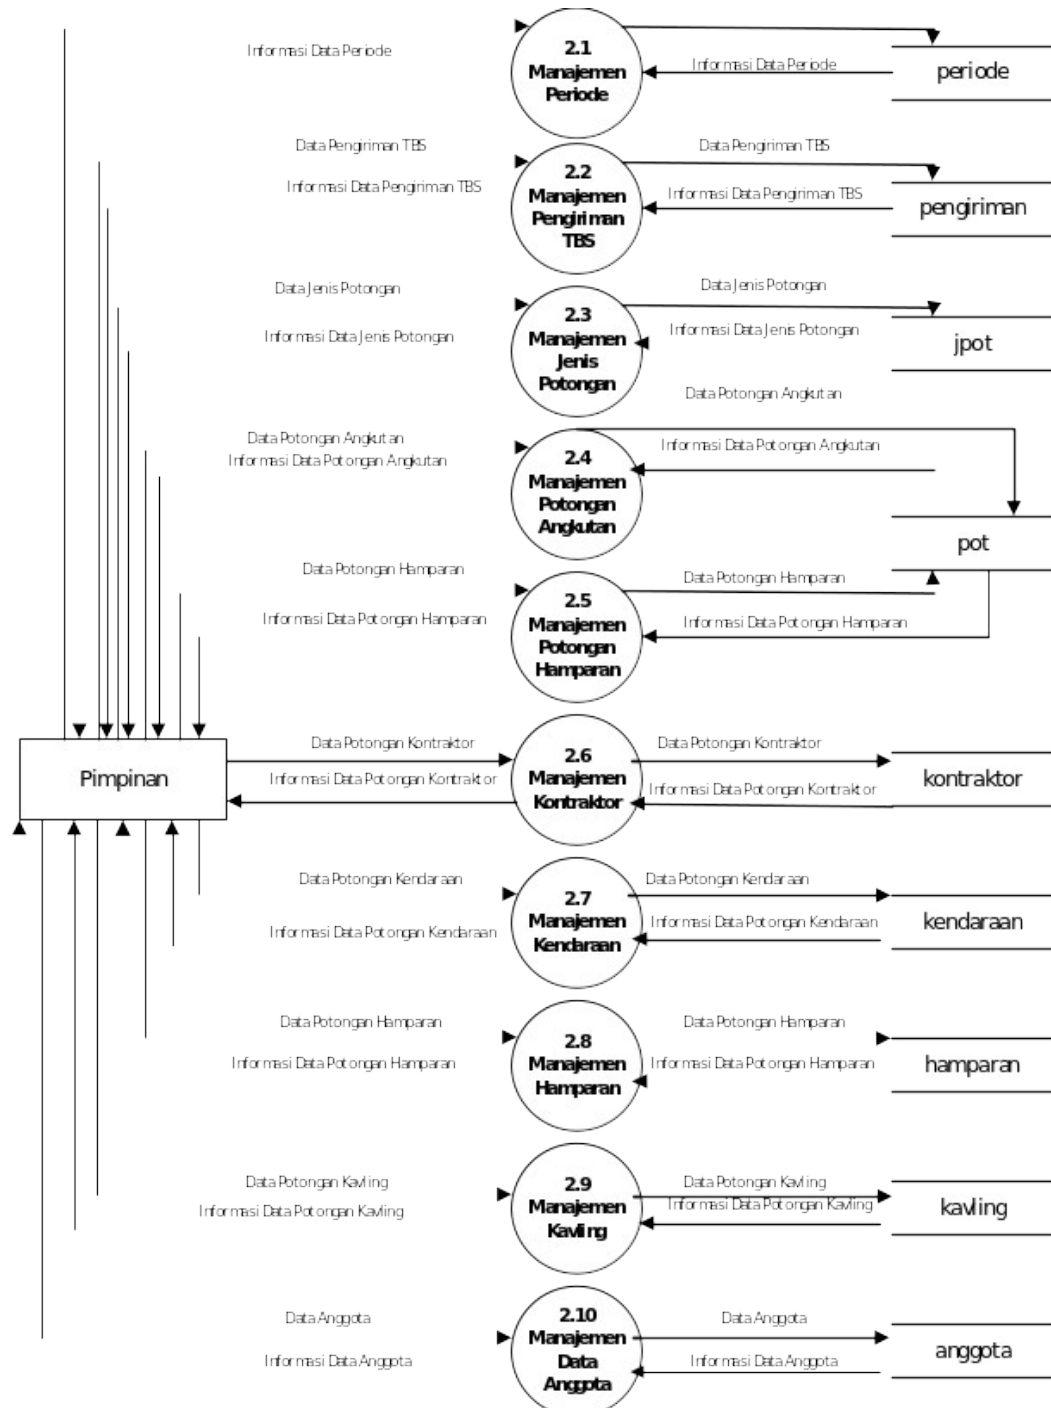 2.1
Manajemen
Periode
Informasi Data Periode
Informasi Data Periode
periode
Data Pengiriman TBS
Data Pengiriman TBS
2.2
Manajemen
Pengiriman
TBS
Informasi Data Pengiriman TBS
Informasi Data Pengiriman TBS
pengiriman
Data Jenis Potongan
Data Jenis Potongan
2.3
Manajemen
Jenis
Potongan
Informasi Data Jenis Potongan
Informasi Data Jenis Potongan
jpot
Data Potongan Angkutan
Data Potongan Angkutan
Informasi Data Potongan Angkutan
2.4
Manajemen
Potongan
Angkutan
Informasi Data Potongan Angkutan
pot
Data Potongan Hamparan
Data Potongan Hamparan
2.5
Manajemen
Potongan
Hamparan
Informasi Data Potongan Hamparan
Informasi Data Potongan Hamparan
Pimpinan
Data Potongan Kontraktor
Data Potongan Kontraktor
2.6
Manajemen
Kontraktor
Informasi Data Potongan Kontraktor
Informasi Data Potongan Kontraktor
kontraktor
Data Potongan Kendaraan
Data Potongan Kendaraan
2.7
Manajemen
Kendaraan
Informasi Data Potongan Kendaraan
Informasi Data Potongan Kendaraan
kendaraan
Data Potongan Hamparan
Data Potongan Hamparan
2.8
Manajemen
Hamparan
Informasi Data Potongan Hamparan
Informasi Data Potongan Hamparan
hamparan
Data Potongan Kavling
Data Potongan Kavling
2.9
Manajemen
Kavling
Informasi Data Potongan Kavling
Informasi Data Potongan Kavling
kavling
Data Anggota
Data Anggota
2.10
Manajemen
Data
Anggota
Informasi Data Anggota
Informasi Data Anggota
anggota